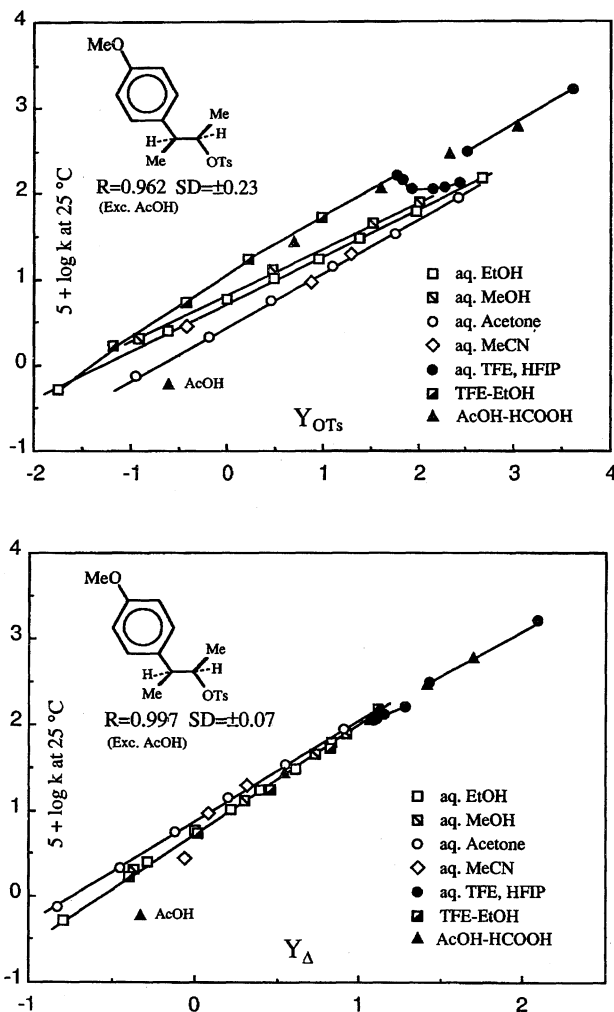 4
3
2
1
0
-1
5 + log k at 25 °C
MeO
H
Me
H
Me
OTs
R=0.962 SD=±0.23
(Exc. AcOH)
aq. EtOH
aq. MeOH
aq. Acetone
aq. MeCN
aq. TFE, HFIP
TFE-EtOH
AcOH-HCOOH
AcOH
Y_OTs
-2 -1 0 1 2 3 4
4
3
2
1
0
-1
5 + log k at 25 °C
MeO
H
Me
H
Me
OTs
R=0.997 SD=±0.07
(Exc. AcOH)
aq. EtOH
aq. MeOH
aq. Acetone
aq. MeCN
aq. TFE, HFIP
TFE-EtOH
AcOH-HCOOH
AcOH
Y_Δ
-1 0 1 2